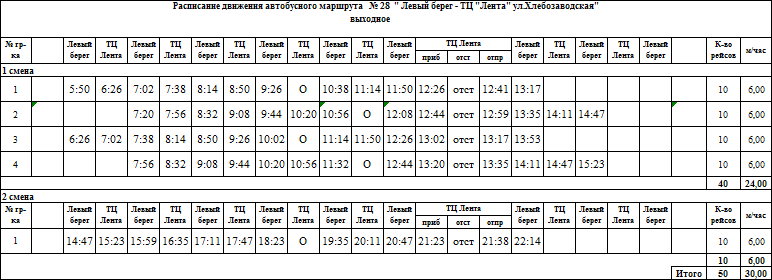 Расписание движения автобусного маршрута № 28 " Левый берег - ТЦ "Лента" ул.Хлебозаводская"
выходное
№ гр-ка Левый берег ТЦ Лента Левый берег ТЦ Лента Левый берег ТЦ Лента Левый берег ТЦ Лента Левый берег ТЦ Лента Левый берег ТЦ Лента Левый берег ТЦ Лента Левый берег К-во рейсов м/час
приб отст отпр
1 смена
1 5:50 6:26 7:02 7:38 8:14 8:50 9:26 О 10:38 11:14 11:50 12:26 отст 12:41 13:17 10 6,00
2 7:20 7:56 8:32 9:08 9:44 10:20 10:56 О 12:08 12:44 отст 12:59 13:35 14:11 14:47 10 6,00
3 6:26 7:02 7:38 8:14 8:50 9:26 10:02 О 11:14 11:50 12:26 13:02 отст 13:17 13:53 10 6,00
4 7:56 8:32 9:08 9:44 10:20 10:56 11:32 О 12:44 13:20 отст 13:35 14:11 14:47 15:23 10 6,00
40 24,00
2 смена
№ гр-ка Левый берег ТЦ Лента Левый берег ТЦ Лента Левый берег ТЦ Лента Левый берег ТЦ Лента Левый берег ТЦ Лента Левый берег ТЦ Лента Левый берег ТЦ Лента Левый берег К-во рейсов м/час
приб отст отпр
1 14:47 15:23 15:59 16:35 17:11 17:47 18:23 О 19:35 20:11 20:47 21:23 отст 21:38 22:14 10 6,00
10 6,00
Итого 50 30,00